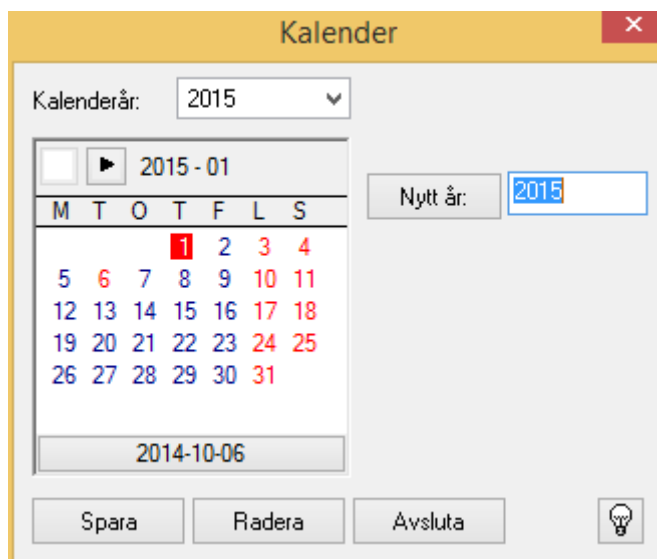 Kalender
Kalenderår: 2015
2015 - 01
Nytt år: 2015
M T O T F L S
1 2 3 4
5 6 7 8 9 10 11
12 13 14 15 16 17 18
19 20 21 22 23 24 25
26 27 28 29 30 31
2014-10-06
Spara Radera Avsluta